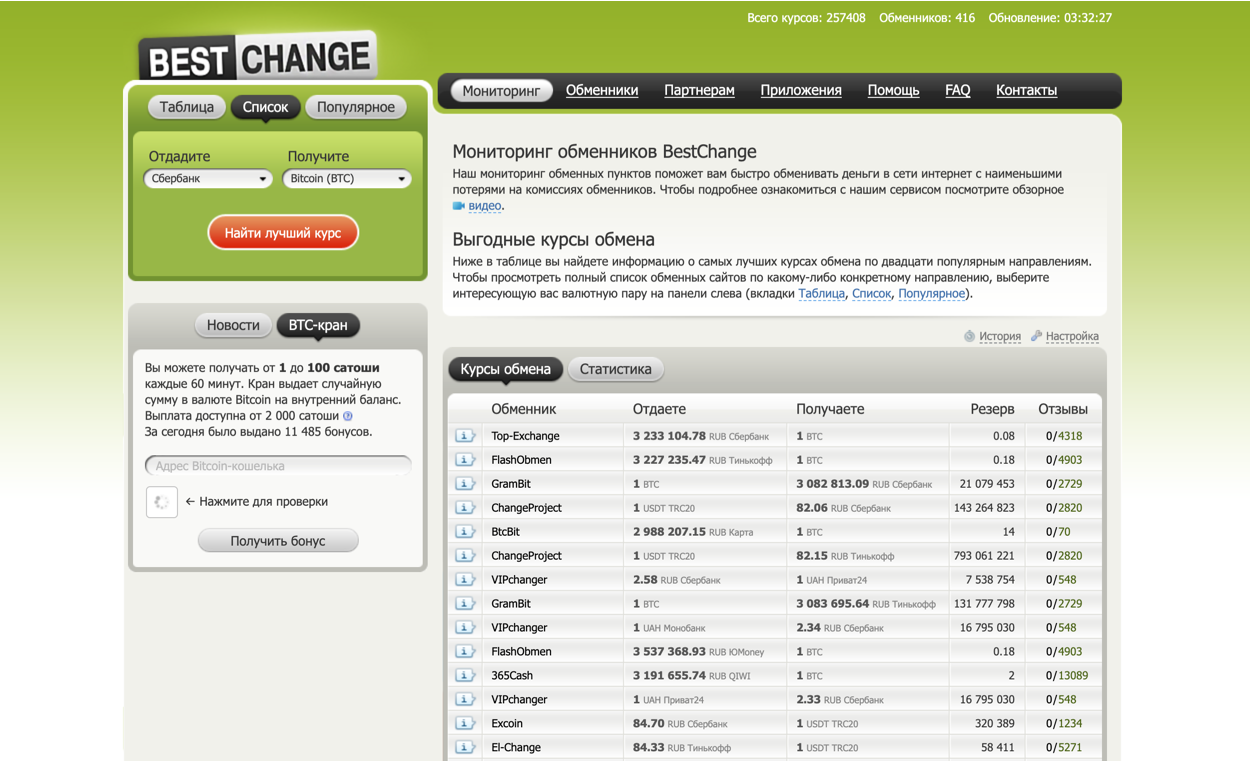 Всего курсов: 257408 Обменников: 416 Обновление: 03:32:27
BESTCHANGE
Мониторинг Обменники Партнерам Приложения Помощь FAQ Контакты
Таблица Список Популярное
Отдадите Получите
Сбербанк Bitcoin (BTC)
Найти лучший курс
Новости BTC-кран
Вы можете получать от 1 до 100 сатоши
каждые 60 минут. Кран выдает случайную
сумму в валюте Bitcoin на внутренний баланс.
Выплата доступна от 2 000 сатоши
За сегодня было выдано 11 485 бонусов.
Адрес Bitcoin-кошелька
← Нажмите для проверки
Получить бонус
Мониторинг обменников BestChange
Наш мониторинг обменных пунктов поможет вам быстро обменивать деньги в сети интернет с наименьшими
потерями на комиссиях обменников. Чтобы подробнее ознакомиться с нашим сервисом посмотрите обзорное
видео.
Выгодные курсы обмена
Ниже в таблице вы найдете информацию о самых лучших курсах обмена по двадцати популярным направлениям.
Чтобы просмотреть полный список обменных сайтов по какому-либо конкретному направлению, выберите
интересующую вас валютную пару на панели слева (вкладки Таблица, Список, Популярное).
История Настройка
Курсы обмена Статистика
Обменник Отдаете Получаете Резерв Отзывы
Top-Exchange 3 233 104.78 RUB Сбербанк 1 BTC 0.08 0/4318
FlashObmen 3 227 235.47 RUB Тинькофф 1 BTC 0.18 0/4903
GramBit 1 BTC 3 082 813.09 RUB Сбербанк 21 079 453 0/2729
ChangeProject 1 USDT TRC20 82.06 RUB Сбербанк 143 264 823 0/2820
BtcBit 2 988 207.15 RUB Карта 1 BTC 14 0/70
ChangeProject 1 USDT TRC20 82.15 RUB Тинькофф 793 061 221 0/2820
VIPchanger 2.58 RUB Сбербанк 1 UAH Приват24 7 538 754 0/548
GramBit 1 BTC 3 083 695.64 RUB Тинькофф 131 777 798 0/2729
VIPchanger 1 UAH Монобанк 2.34 RUB Сбербанк 16 795 030 0/548
FlashObmen 3 537 368.93 RUB ЮMoney 1 BTC 0.18 0/4903
365Cash 3 191 655.74 RUB QIWI 1 BTC 2 0/13089
VIPchanger 1 UAH Приват24 2.33 RUB Сбербанк 16 795 030 0/548
Excoin 84.70 RUB Сбербанк 1 USDT TRC20 320 389 0/1234
El-Change 84.33 RUB Тинькофф 1 USDT TRC20 58 411 0/5271